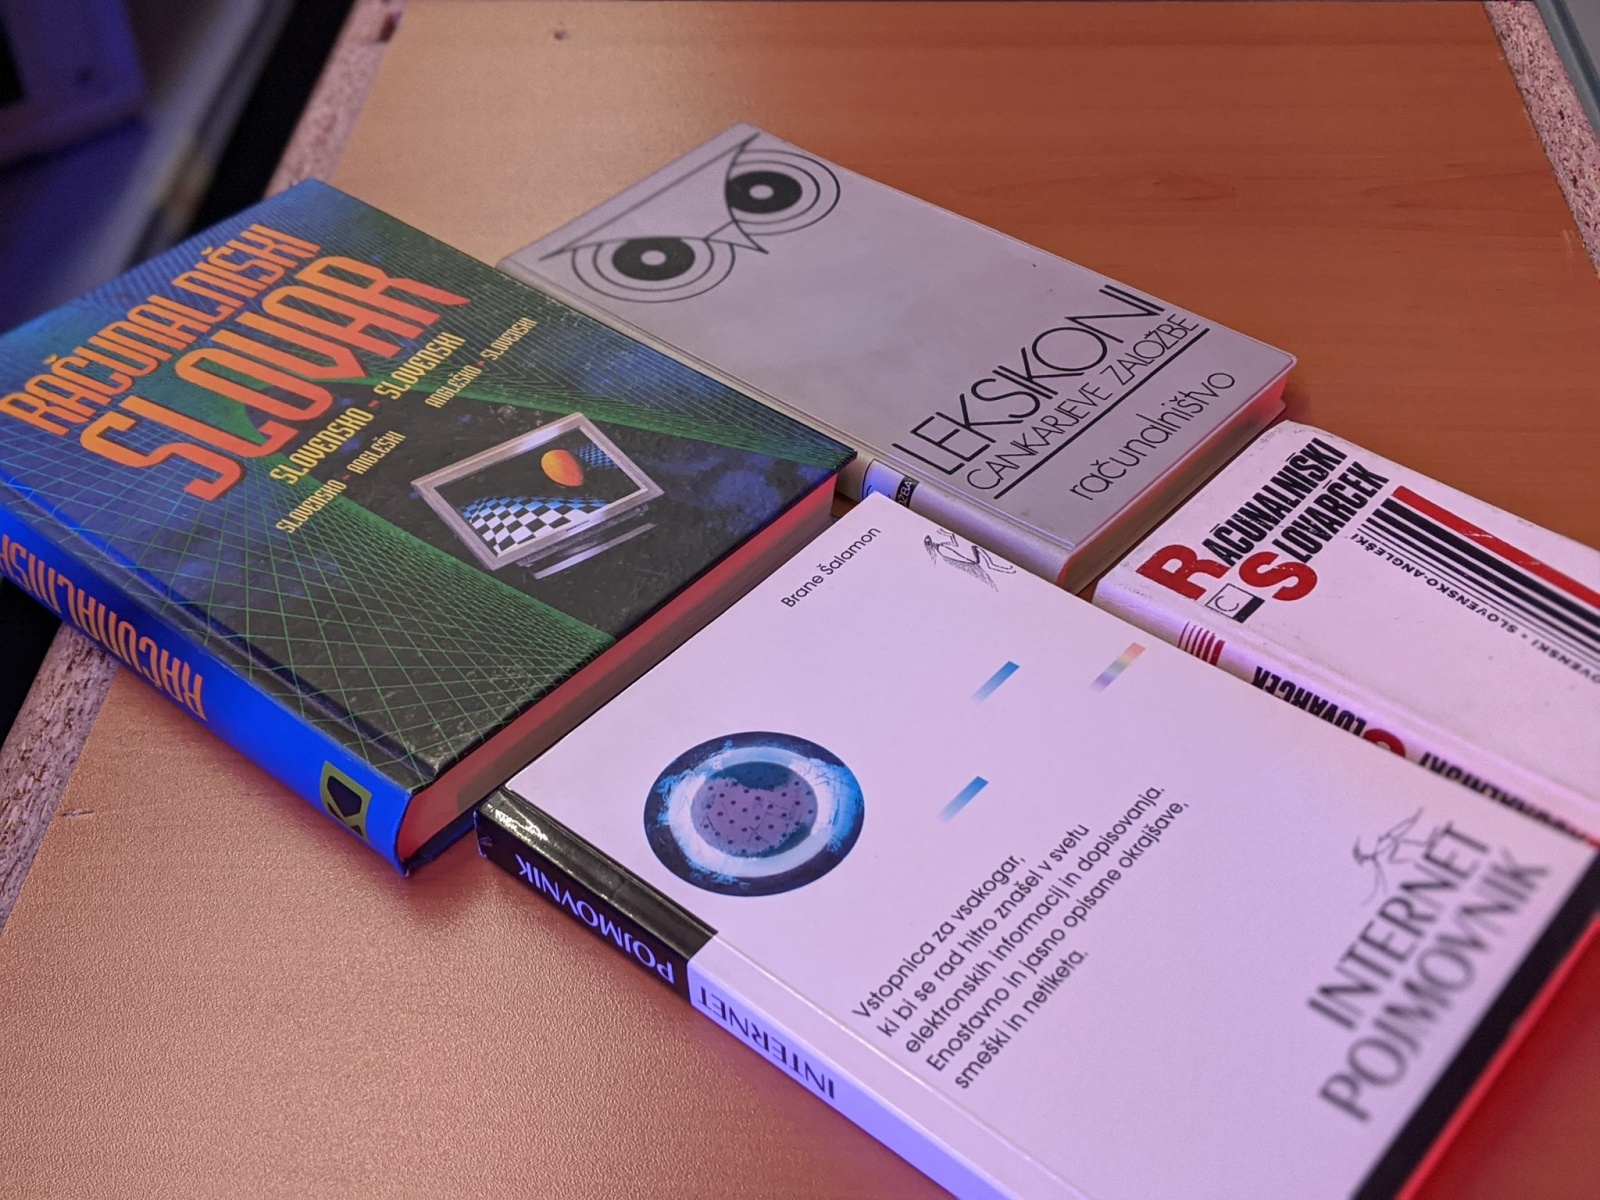 RAČUNALNIŠKI
SLOVAR
SLOVENSKO - SLOVENSKI
SLOVENSKO - ANGLEŠKI
ANGLEŠKO - SLOVENSKI
LEKSIKONI
CANKARJEVE ZALOŽBE
računalništvo
RAČUNALNIŠKI
SLOVARČEK
SLOVENSKO-ANGLEŠKI
Brane Šalamon
Vstopnica za vsakogar,
ki bi se rad hitro znašel v svetu
elektronskih informacij in dopisovanja.
Enostavno in jasno opisane okrajšave,
smeški in netiketa.
INTERNET
POJMOVNIK
INTERNET POJMOVNIK